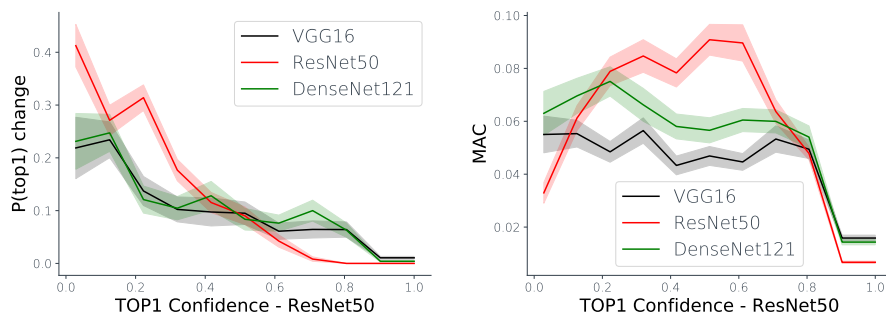 P(top1) change
0.4
0.3
0.2
0.1
0.0
VGG16
ResNet50
DenseNet121
0.0 0.2 0.4 0.6 0.8 1.0
TOP1 Confidence - ResNet50
MAC
0.10
0.08
0.06
0.04
0.02
VGG16
ResNet50
DenseNet121
0.0 0.2 0.4 0.6 0.8 1.0
TOP1 Confidence - ResNet50